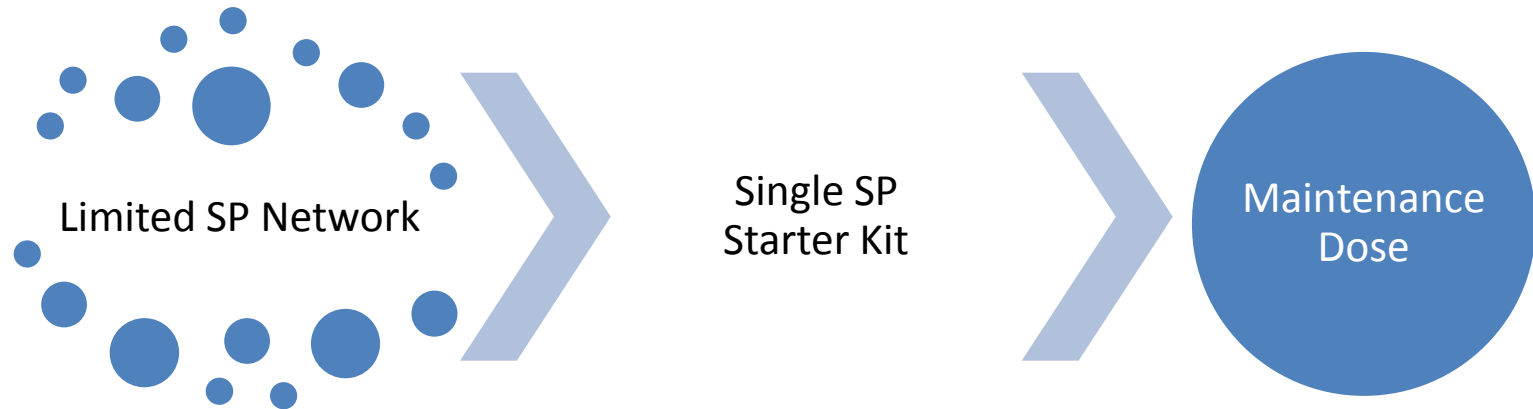 Limited SP Network
Single SP
Starter Kit
Maintenance
Dose